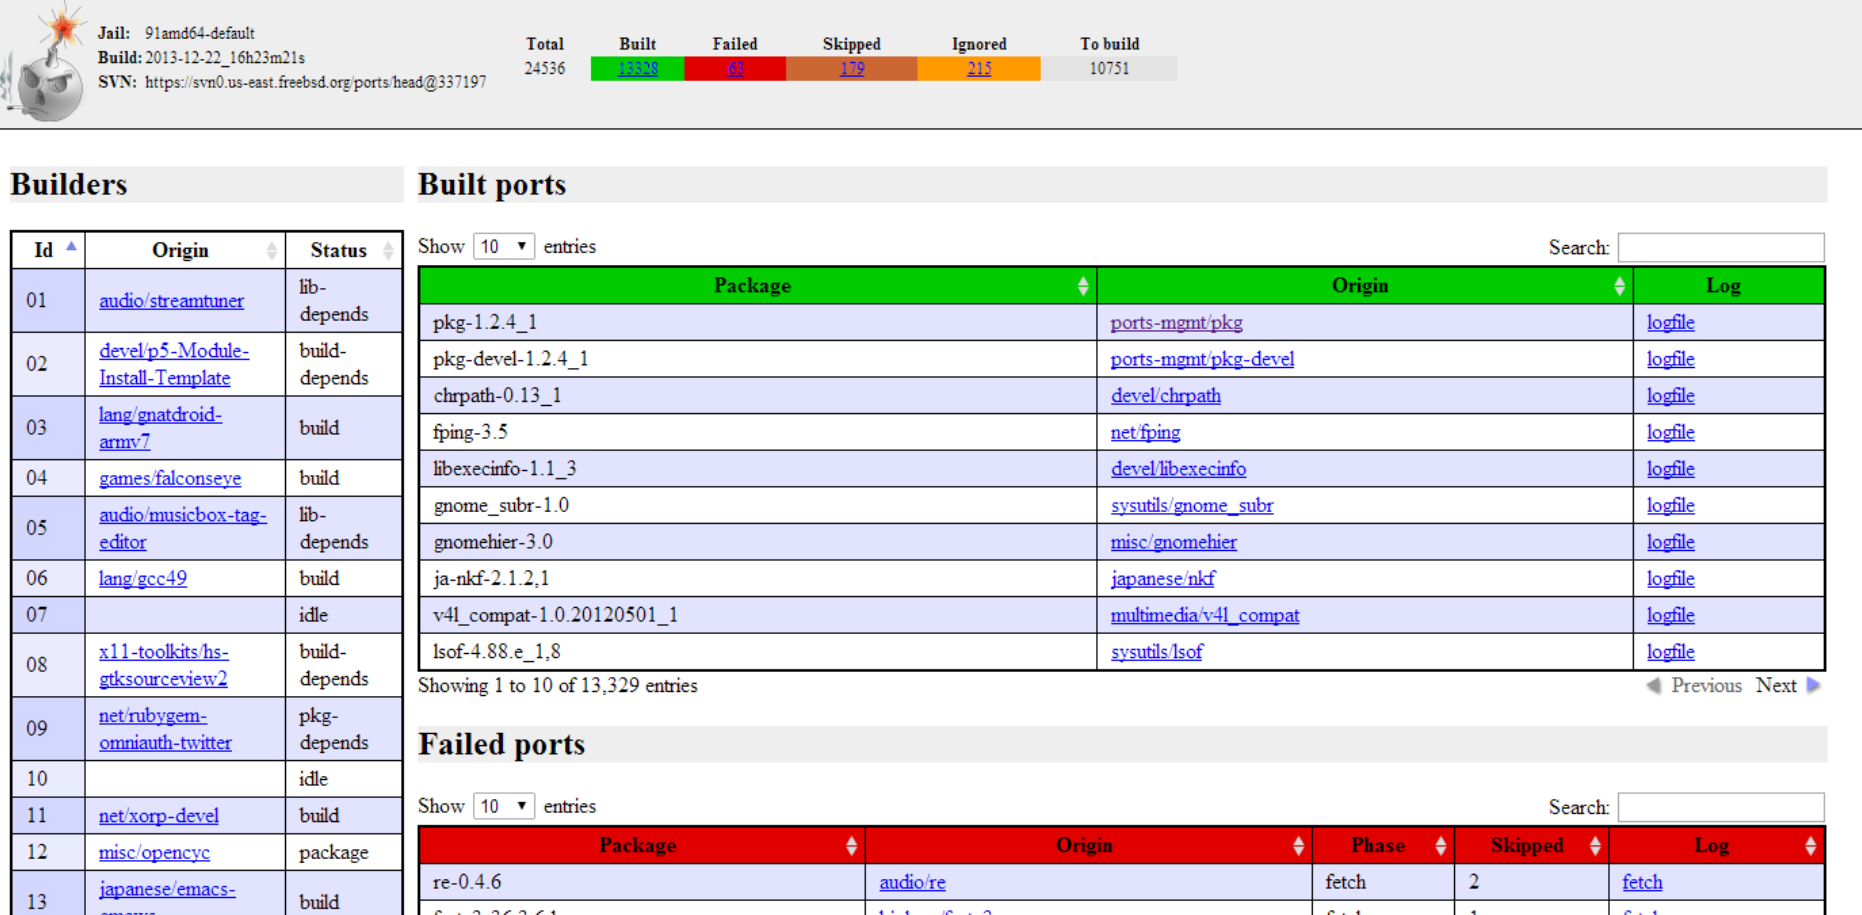 Jail: 91amd64-default
Build: 2013-12-22_16h23m21s
SVN: https://svn0.us-east.freebsd.org/ports/head@337197
Total Built Failed Skipped Ignored To build
24536 13328 63 179 215 10751
Builders
Id Origin Status
01 audio/streamtuner lib-
depends
02 devel/p5-Module- build-
Install-Template depends
03 lang/gnatdroid- build
armv7
04 games/falconseye build
05 audio/musicbox-tag- lib-
editor depends
06 lang/gcc49 build
07 idle
08 x11-toolkits/hs- build-
gtksourceview2 depends
09 net/rubygem- pkg-
omniauth-twitter depends
10 idle
11 net/xorp-devel build
12 misc/opencyc package
13 japanese/emacs- build
Built ports
Show 10 entries Search:
Package Origin Log
pkg-1.2.4_1 ports-mgmt/pkg logfile
pkg-devel-1.2.4_1 ports-mgmt/pkg-devel logfile
chrpath-0.13_1 devel/chrpath logfile
fping-3.5 net/fping logfile
libexecinfo-1.1_3 devel/libexecinfo logfile
gnome_subr-1.0 sysutils/gnome_subr logfile
gnomehier-3.0 misc/gnomehier logfile
ja-nkf-2.1.2,1 japanese/nkf logfile
v4l_compat-1.0.20120501_1 multimedia/v4l_compat logfile
lsof-4.88.e_1,8 sysutils/lsof logfile
Showing 1 to 10 of 13,329 entries Previous Next
Failed ports
Show 10 entries Search:
Package Origin Phase Skipped Log
re-0.4.6 audio/re fetch 2 fetch